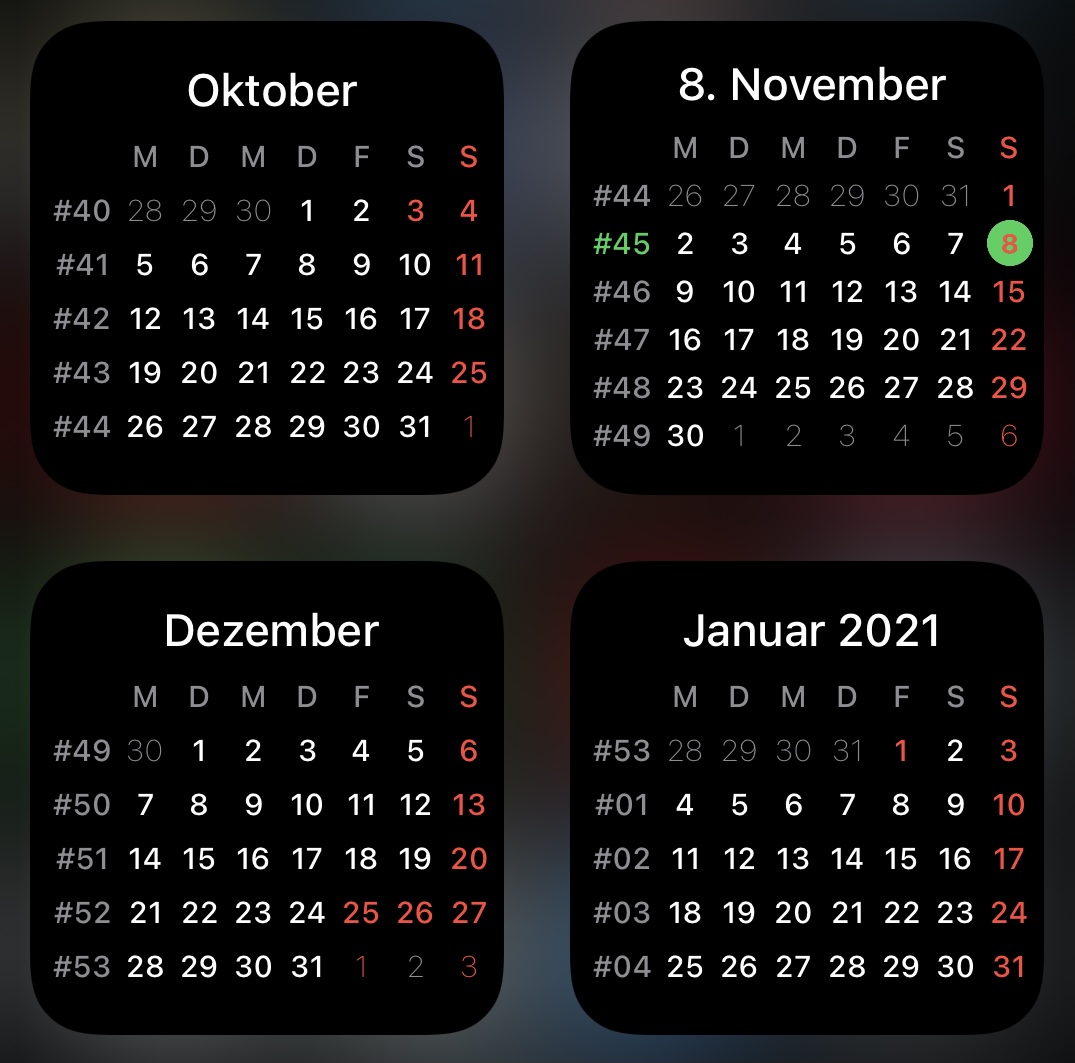 Oktober
M D M D F S S
#40 28 29 30 1 2 3 4
#41 5 6 7 8 9 10 11
#42 12 13 14 15 16 17 18
#43 19 20 21 22 23 24 25
#44 26 27 28 29 30 31 1
8. November
M D M D F S S
#44 26 27 28 29 30 31 1
#45 2 3 4 5 6 7 8
#46 9 10 11 12 13 14 15
#47 16 17 18 19 20 21 22
#48 23 24 25 26 27 28 29
#49 30 1 2 3 4 5 6
Dezember
M D M D F S S
#49 30 1 2 3 4 5 6
#50 7 8 9 10 11 12 13
#51 14 15 16 17 18 19 20
#52 21 22 23 24 25 26 27
#53 28 29 30 31 1 2 3
Januar 2021
M D M D F S S
#53 28 29 30 31 1 2 3
#01 4 5 6 7 8 9 10
#02 11 12 13 14 15 16 17
#03 18 19 20 21 22 23 24
#04 25 26 27 28 29 30 31